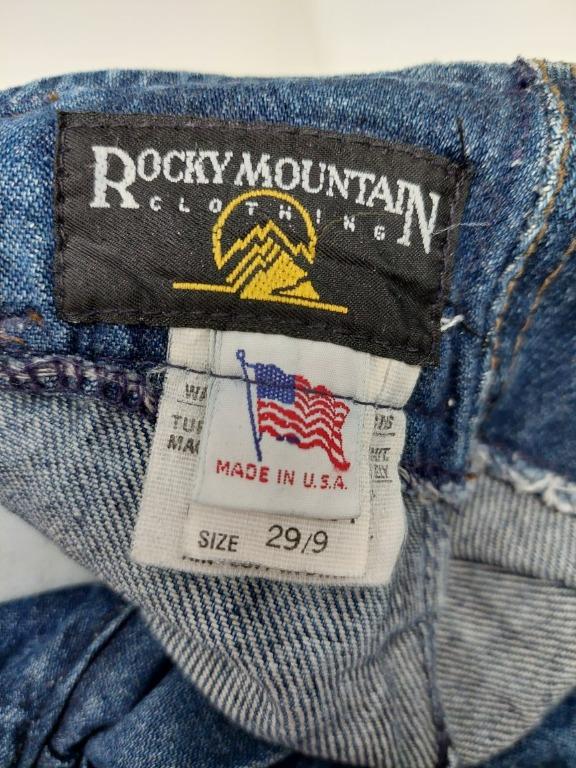 ROCKY MOUNTAIN
CLOTHING
MADE IN U.S.A.
SIZE 29/9